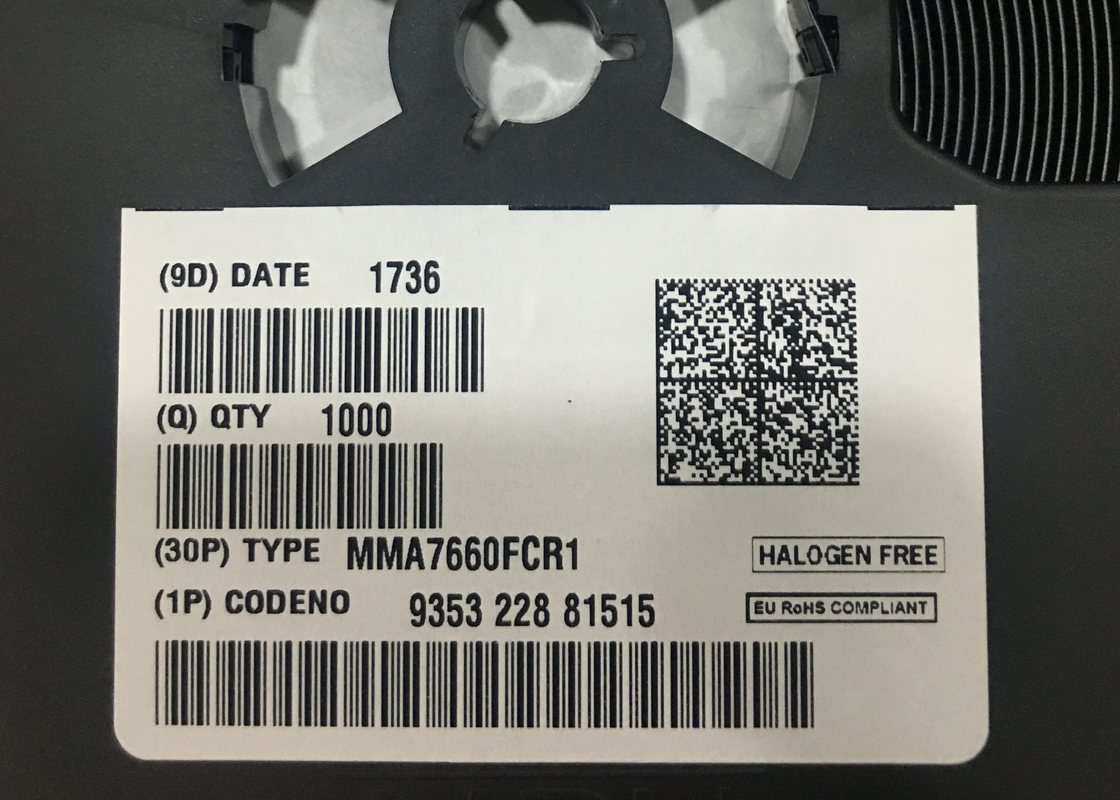 (9D) DATE 1736
(Q) QTY 1000
(30P) TYPE MMA7660FCR1
HALOGEN FREE
(1P) CODENO 9353 228 81515
EU RoHS COMPLIANT